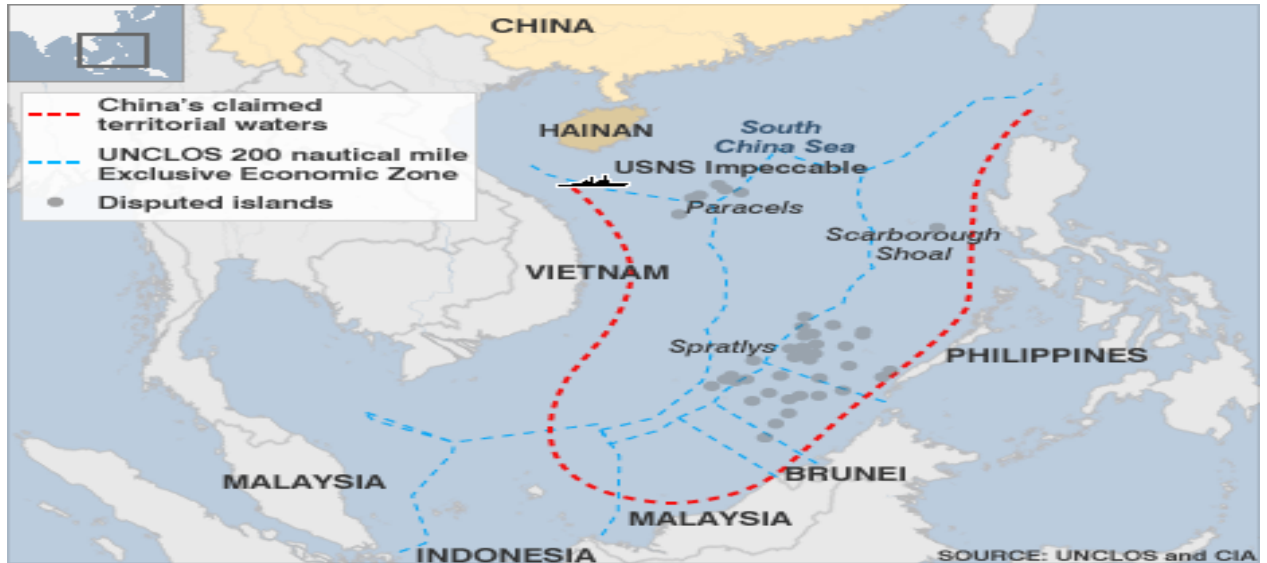 CHINA
China's claimed
territorial waters
UNCLOS 200 nautical mile
Exclusive Economic Zone
Disputed islands
HAINAN
South
China Sea
USNS Impeccable
Paracels
Scarborough
Shoal
VIETNAM
Spratlys
PHILIPPINES
MALAYSIA
BRUNEI
MALAYSIA
INDONESIA
SOURCE: UNCLOS and CIA